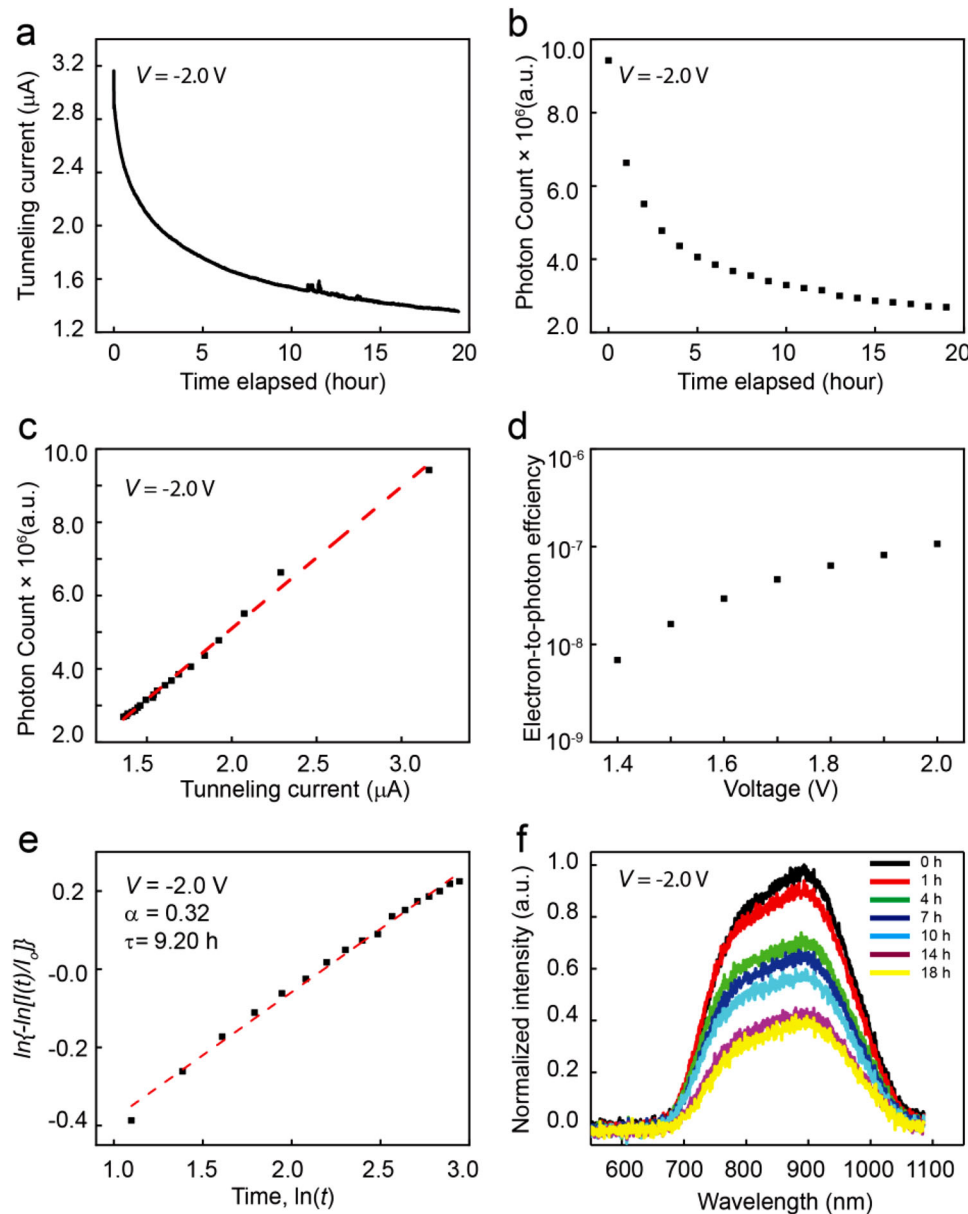 a
V = -2.0 V
Tunneling current (μA)
3.2
2.8
2.4
2.0
1.6
1.2
0
5
10
15
20
Time elapsed (hour)
b
V = -2.0 V
Photon Count × 10⁶(a.u.)
10.0
8.0
6.0
4.0
2.0
0
5
10
15
20
Time elapsed (hour)
c
V = -2.0 V
Photon Count × 10⁶(a.u.)
10.0
8.0
6.0
4.0
2.0
1.5
2.0
2.5
3.0
Tunneling current (μA)
d
Electron-to-photon effciency
10⁻⁶
10⁻⁷
10⁻⁸
10⁻⁹
1.4
1.6
1.8
2.0
Voltage (V)
e
V = -2.0 V
α = 0.32
τ= 9.20 h
ln{-ln[I(t)/Iₒ]}
0.2
-0.0
-0.2
-0.4
1.0
1.5
2.0
2.5
3.0
Time, ln(t)
f
V = -2.0 V
0 h
1 h
4 h
7 h
10 h
14 h
18 h
Normalized intensity (a.u.)
1.0
0.8
0.6
0.4
0.2
0.0
600
700
800
900
1000
1100
Wavelength (nm)